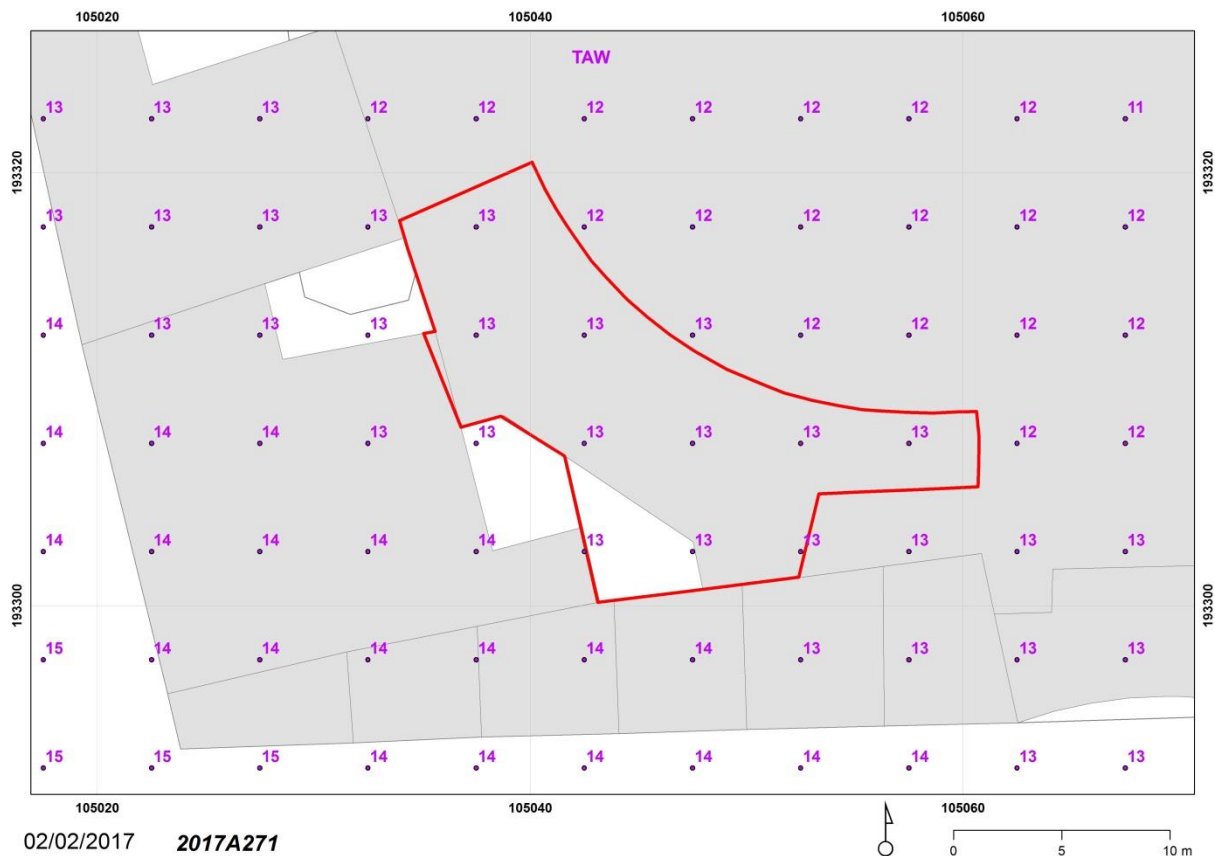 105020 105040 105060
TAW
13 13 13 12 12 12 12 12 12 12 11
193320 193320
13 13 13 13 13 12 12 12 12 12 12
14 13 13 13 13 13 13 12 12 12 12
14 14 14 13 13 13 13 13 13 12 12
14 14 14 14 14 13 13 13 13 13 13
193300 193300
15 14 14 14 14 14 14 13 13 13 13
15 15 15 14 14 14 14 14 14 13 13
105020 105040 105060
02/02/2017 2017A271
0 5 10 m